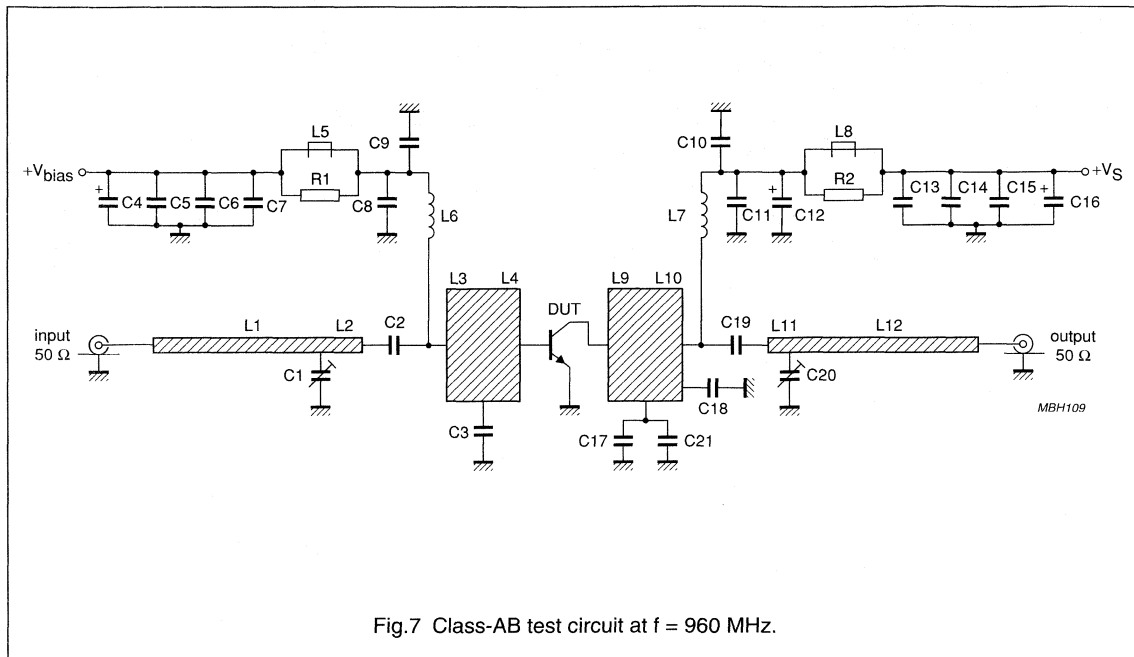 L5
C9
+V_bias
R1
+
C4
C5
C6
C7
C8
L6
C10
L8
R2
+V_S
+
L7
C11
C12
C13
C14
C15
+
C16
L3
L4
DUT
L9
L10
input
50 Ω
L1
L2
C2
C1
C3
C19
L11
L12
output
50 Ω
C20
C18
C17
C21
MBH109
Fig.7 Class-AB test circuit at f = 960 MHz.